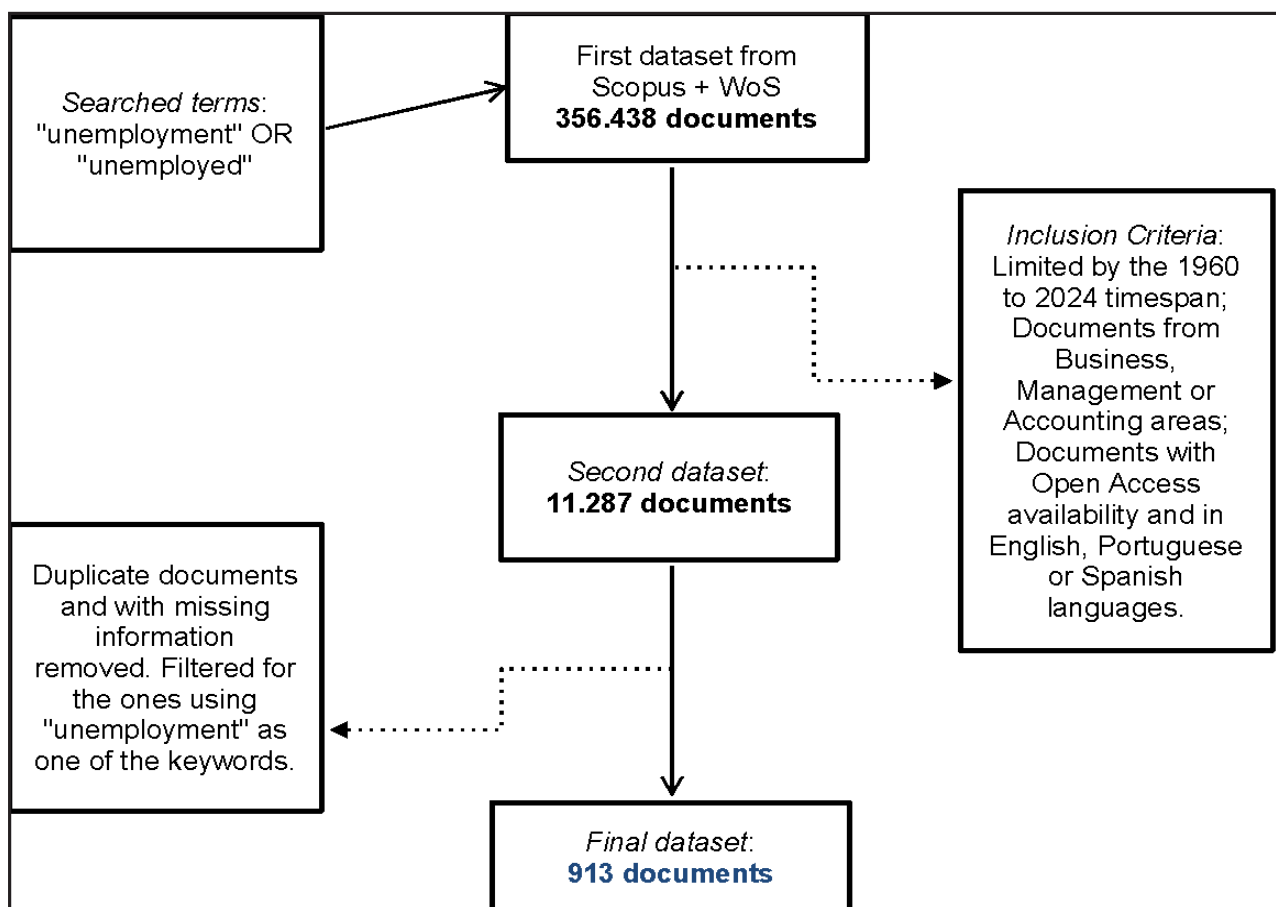 Searched terms:
"unemployment" OR
"unemployed"
First dataset from
Scopus + WoS
356.438 documents
Inclusion Criteria:
Limited by the 1960
to 2024 timespan;
Documents from
Business,
Management or
Accounting areas;
Documents with
Open Access
availability and in
English, Portuguese
or Spanish
languages.
Second dataset:
11.287 documents
Duplicate documents
and with missing
information
removed. Filtered for
the ones using
"unemployment" as
one of the keywords.
Final dataset:
913 documents